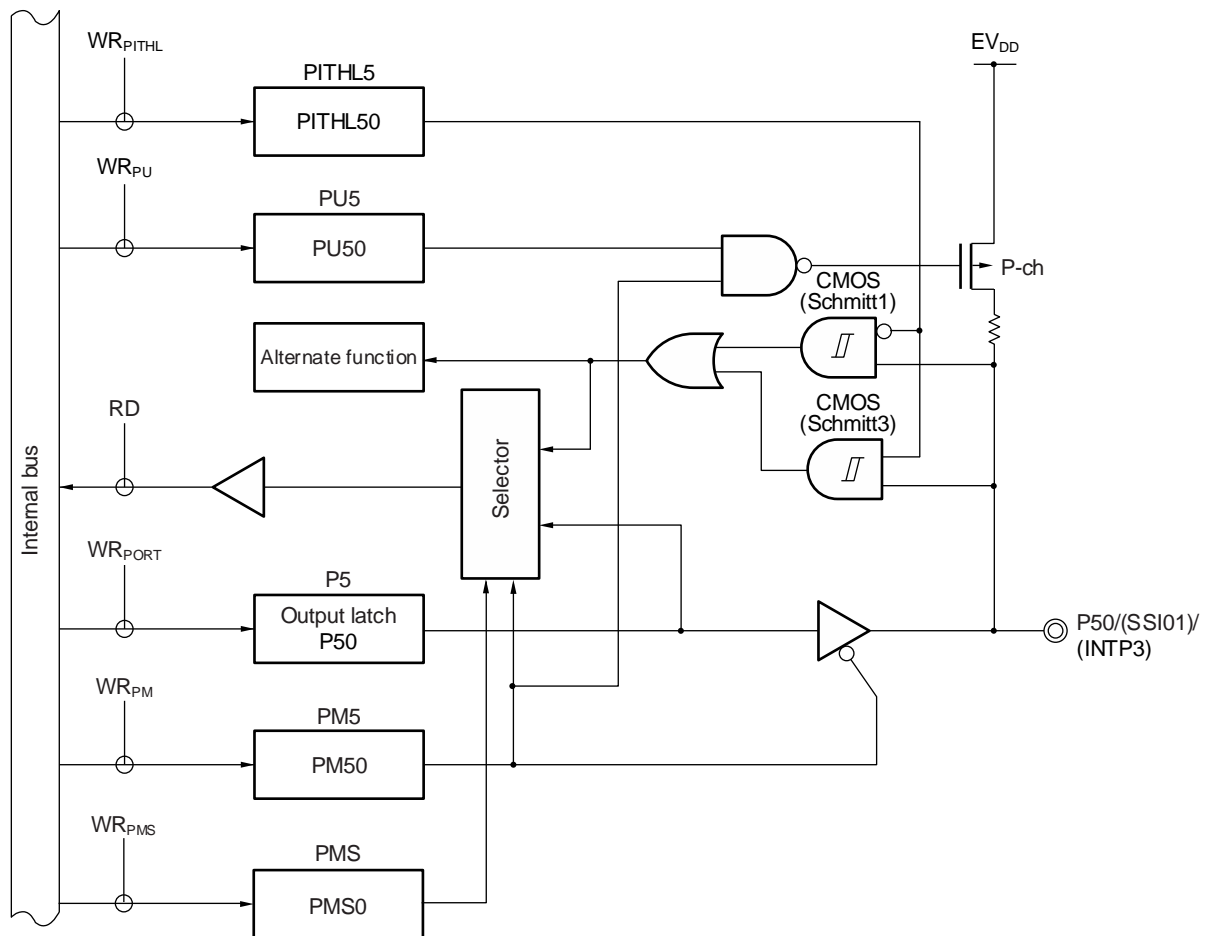 WRPITHL
EVDD
PITHL5
PITHL50
WRPU
PU5
PU50
P-ch
CMOS
(Schmitt1)
Alternate function
CMOS
(Schmitt3)
RD
Selector
Internal bus
WRPORT
P5
Output latch
P50
P50/(SSI01)/
(INTP3)
WRPM
PM5
PM50
WRPMS
PMS
PMS0